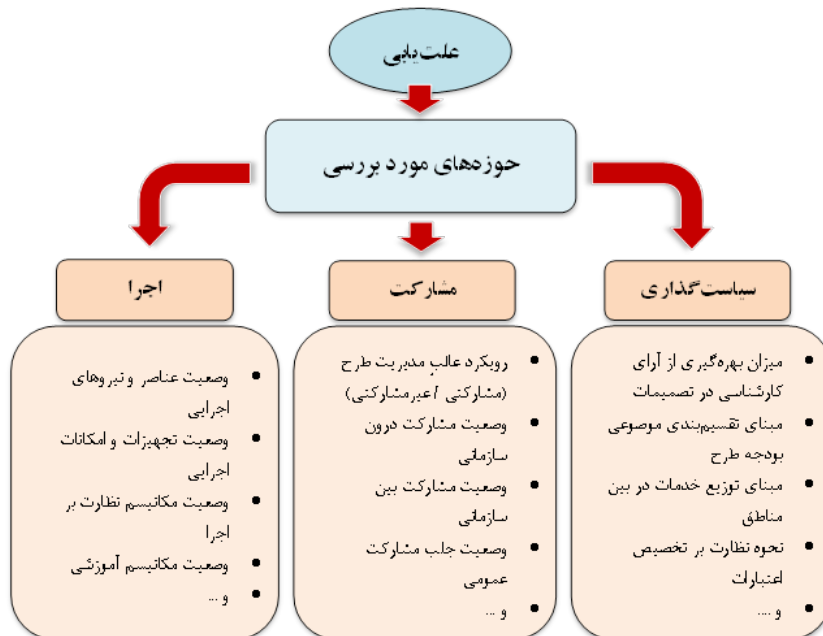 علت‌یابی
حوزه‌های مورد بررسی
سیاست‌گذاری
میزان بهره‌گیری از آرای
کارشناسی در تصمیمات
مبنای تقسیم‌بندی موضوعی
بودجه طرح
مبنای توزیع خدمات در بین
مناطق
نحوه نظارت بر تخصیص
اعتبارات
و ....
مشارکت
رویکرد غالب مدیریت طرح
(مشارکتی / غیرمشارکتی)
وضعیت مشارکت درون
سازمانی
وضعیت مشارکت بین
سازمانی
وضعیت جلب مشارکت
عمومی
و ...
اجرا
وضعیت عناصر و نیروهای
اجرایی
وضعیت تجهیزات و امکانات
اجرایی
وضعیت مکانیسم نظارت بر
اجرا
وضعیت مکانیسم آموزشی
و ...